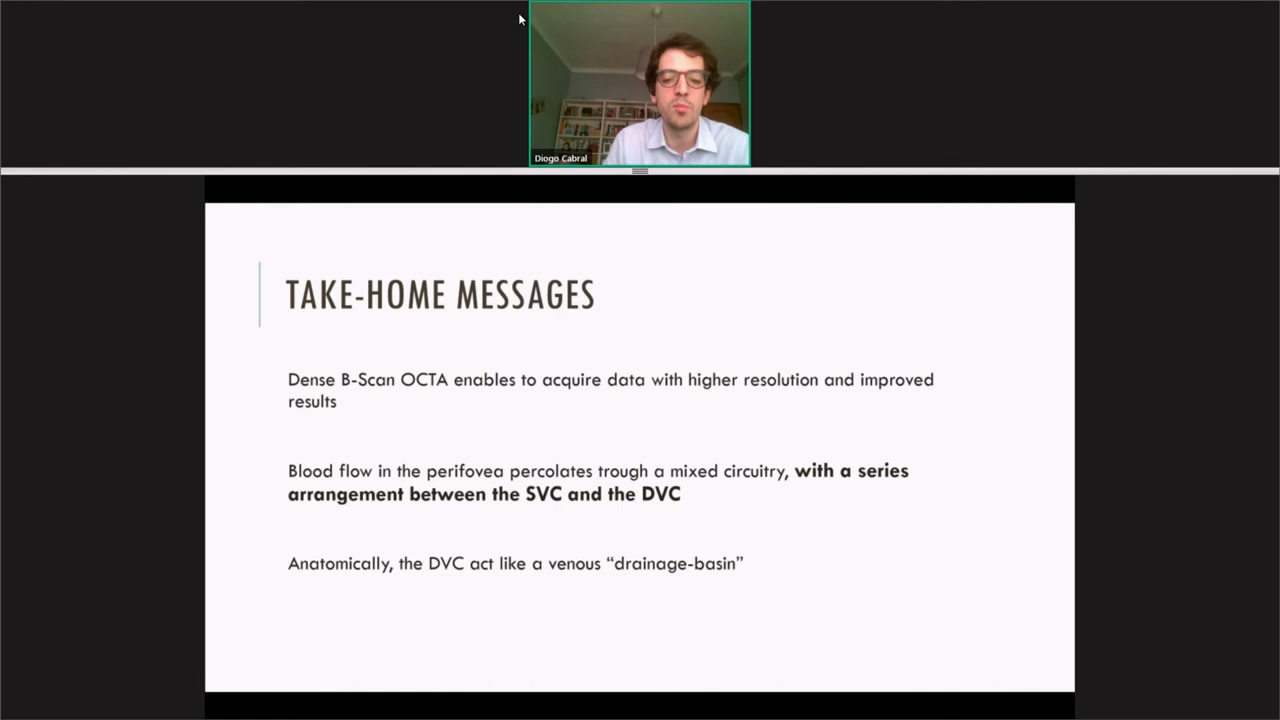 Diogo Cabral
TAKE-HOME MESSAGES
Dense B-Scan OCTA enables to acquire data with higher resolution and improved
results
Blood flow in the perifovea percolates trough a mixed circuitry, with a series
arrangement between the SVC and the DVC
Anatomically, the DVC act like a venous “drainage-basin”